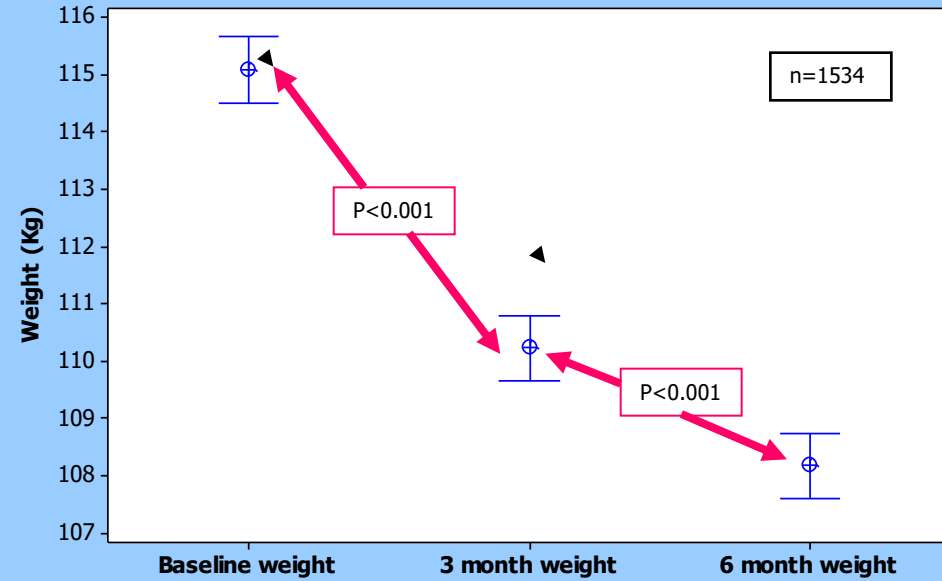 116
115
114
113
112
111
110
109
108
107
Weight (Kg)
n=1534
P<0.001
P<0.001
Baseline weight 3 month weight 6 month weight